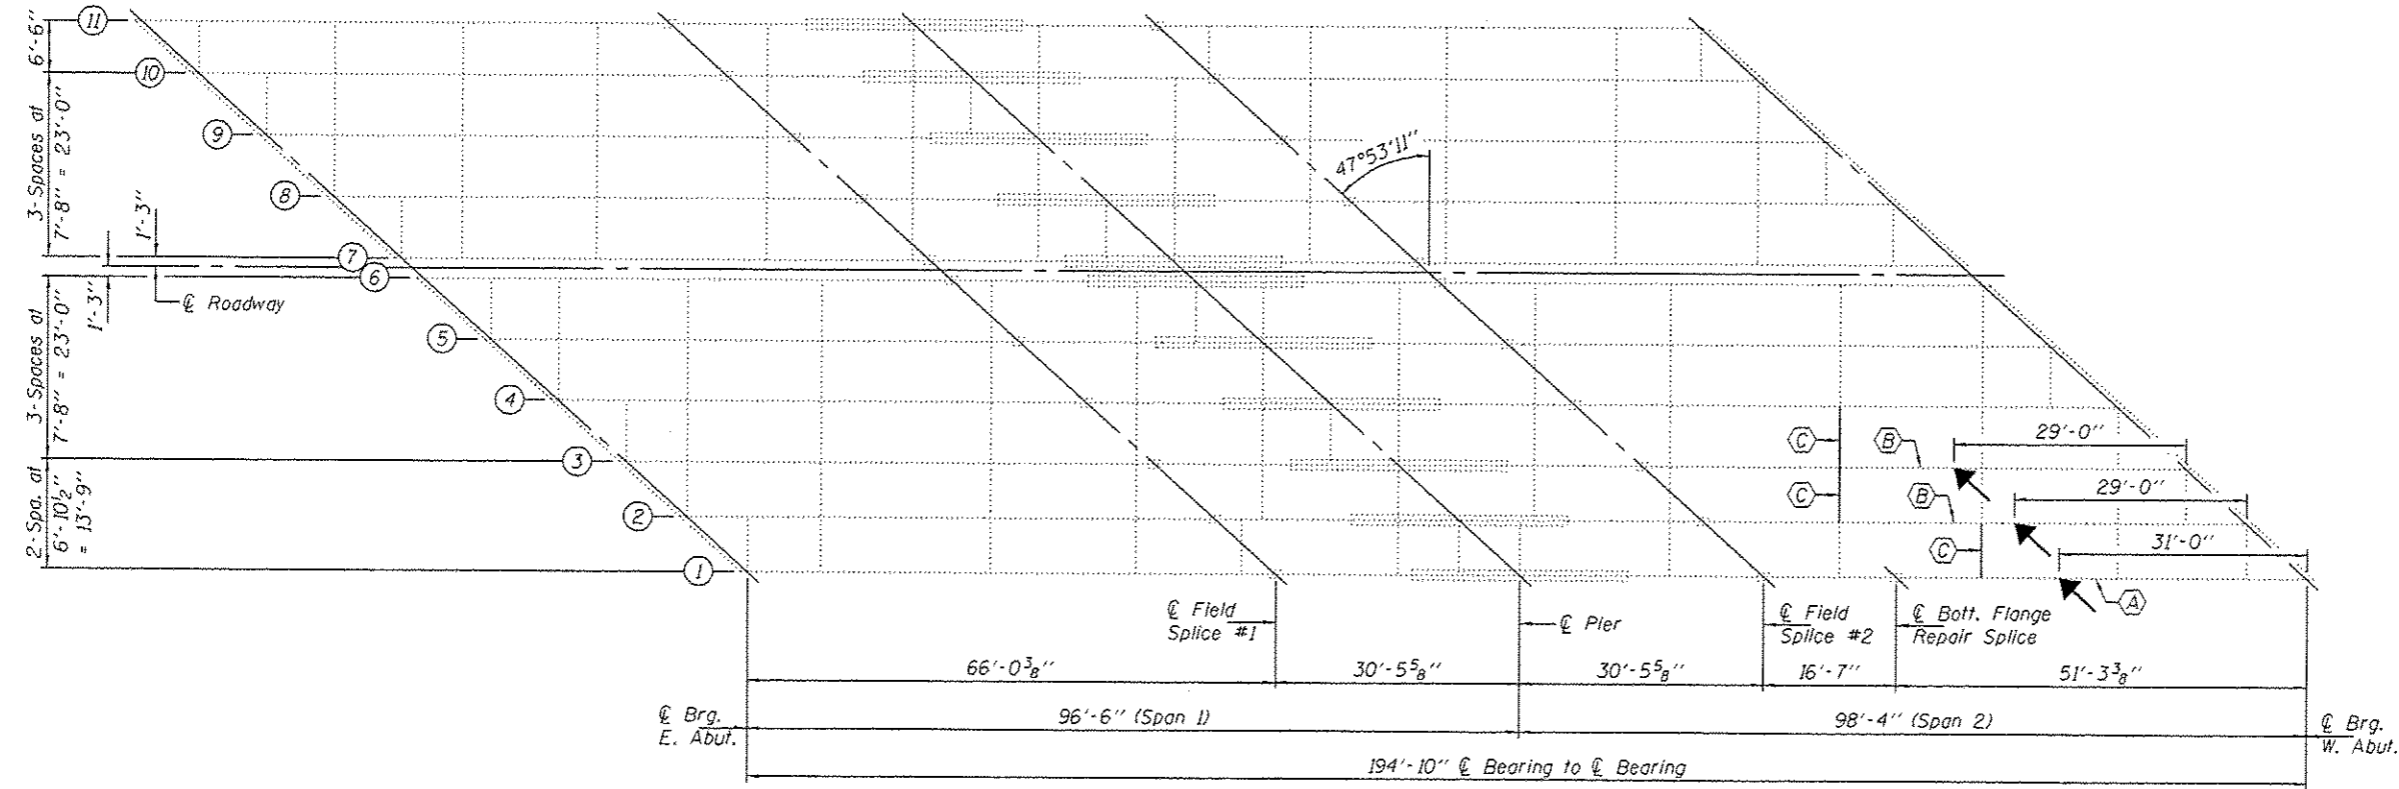 11
6'-6"
10
3-Spaces at
7'-8" = 23'-0"
9
47°53'11"
8
1'-3"
7
6
℄ Roadway
1'-3"
3-Spaces at
7'-8" = 23'-0"
5
4
C
B
29'-0"
3
2-Spa. at
6'-10½"
= 13'-9"
C
B
29'-0"
2
C
31'-0"
1
A
℄ Field
Splice #1
℄ Pier
℄ Field
Splice #2
℄ Bott. Flange
Repair Splice
66'-0⅜"
30'-5⅝"
30'-5⅝"
16'-7"
51'-3⅜"
℄ Brg.
E. Abut.
96'-6" (Span 1)
98'-4" (Span 2)
℄ Brg.
W. Abut.
194'-10" ℄ Bearing to ℄ Bearing